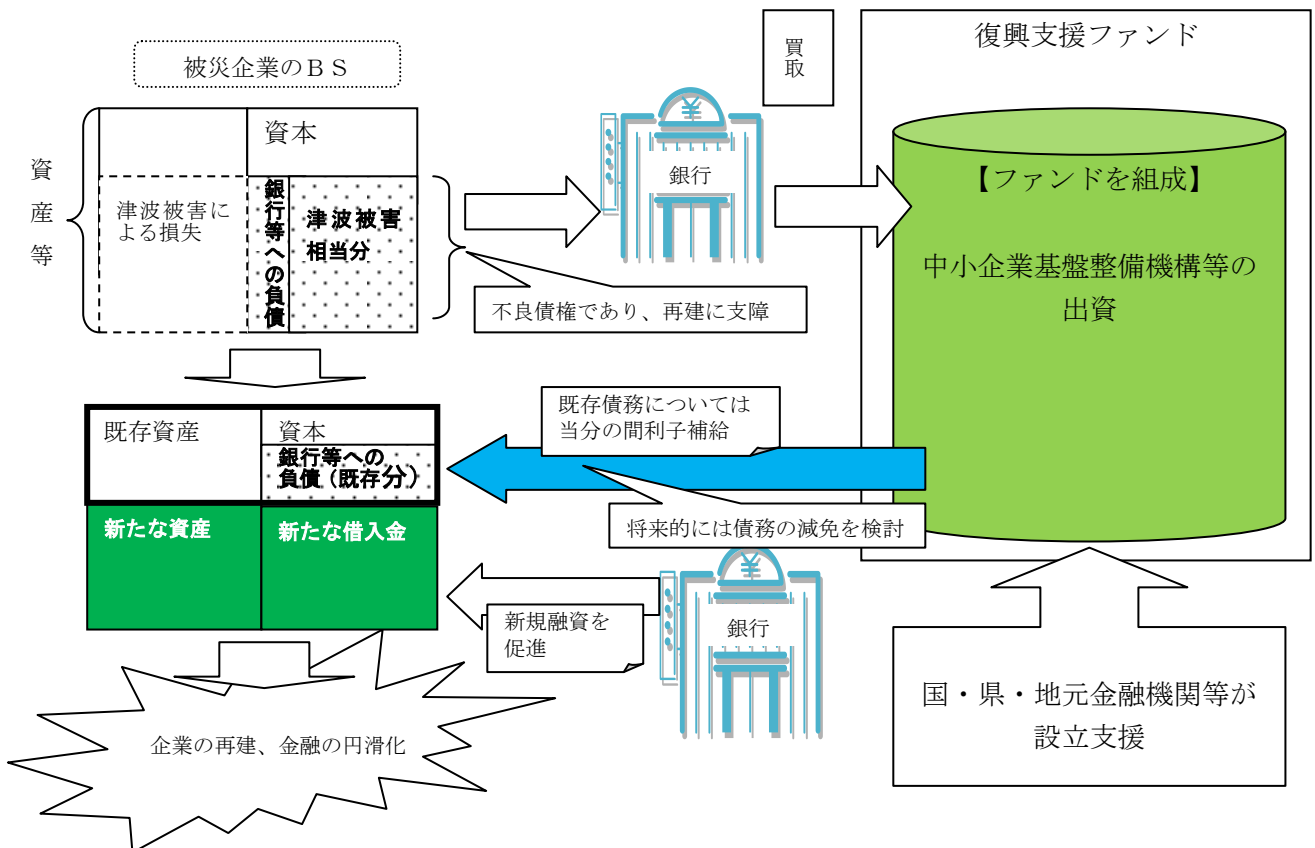 被災企業のＢＳ
買取
復興支援ファンド
資産等
資本
津波被害に
よる損失
銀行等への負債
津波被害
相当分
銀行
不良債権であり、再建に支障
【ファンドを組成】
中小企業基盤整備機構等の
出資
既存資産
資本
銀行等への
負債（既存分）
新たな資産
新たな借入金
既存債務については
当分の間利子補給
将来的には債務の減免を検討
新規融資を
促進
銀行
国・県・地元金融機関等が
設立支援
企業の再建、金融の円滑化